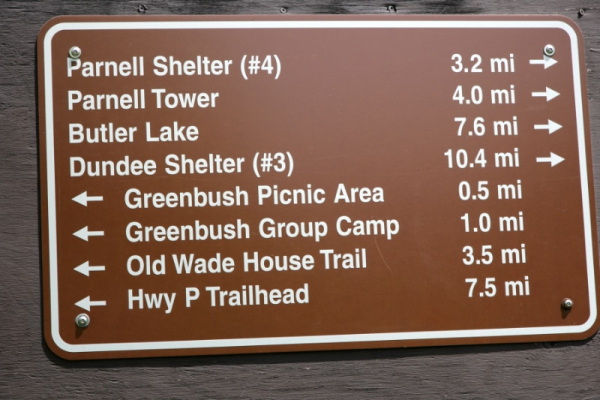 Parnell Shelter (#4) 3.2 mi →
Parnell Tower 4.0 mi →
Butler Lake 7.6 mi →
Dundee Shelter (#3) 10.4 mi →
← Greenbush Picnic Area 0.5 mi
← Greenbush Group Camp 1.0 mi
← Old Wade House Trail 3.5 mi
← Hwy P Trailhead 7.5 mi